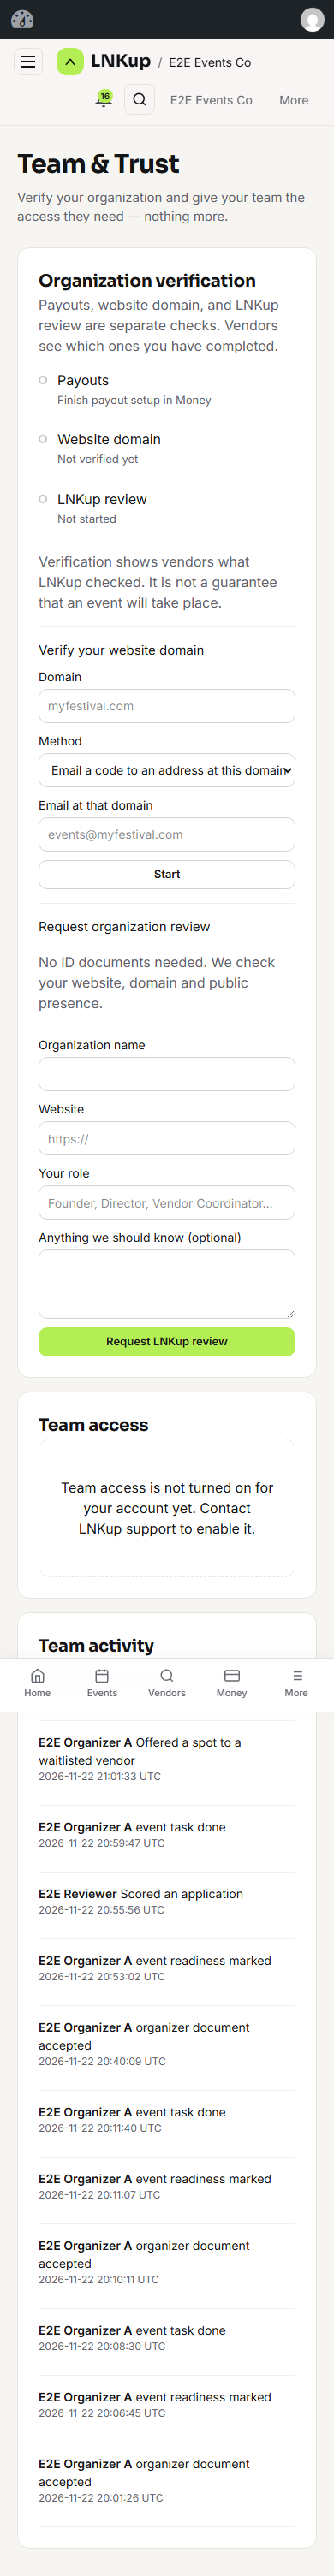 LNKup / E2E Events Co
16
E2E Events Co
More
Team & Trust
Verify your organization and give your team the
access they need — nothing more.
Organization verification
Payouts, website domain, and LNKup
review are separate checks. Vendors
see which ones you have completed.
Payouts
Finish payout setup in Money
Website domain
Not verified yet
LNKup review
Not started
Verification shows vendors what
LNKup checked. It is not a guarantee
that an event will take place.
Verify your website domain
Domain
myfestival.com
Method
Email a code to an address at this domain
Email at that domain
events@myfestival.com
Start
Request organization review
No ID documents needed. We check
your website, domain and public
presence.
Organization name
Website
https://
Your role
Founder, Director, Vendor Coordinator...
Anything we should know (optional)
Request LNKup review
Team access
Team access is not turned on for
your account yet. Contact
LNKup support to enable it.
Team activity
Home
Events
Vendors
Money
More
E2E Organizer A Offered a spot to a
waitlisted vendor
2026-11-22 21:01:33 UTC
E2E Organizer A event task done
2026-11-22 20:59:47 UTC
E2E Reviewer Scored an application
2026-11-22 20:55:56 UTC
E2E Organizer A event readiness marked
2026-11-22 20:53:02 UTC
E2E Organizer A organizer document
accepted
2026-11-22 20:40:09 UTC
E2E Organizer A event task done
2026-11-22 20:11:40 UTC
E2E Organizer A event readiness marked
2026-11-22 20:11:07 UTC
E2E Organizer A organizer document
accepted
2026-11-22 20:10:11 UTC
E2E Organizer A event task done
2026-11-22 20:08:30 UTC
E2E Organizer A event readiness marked
2026-11-22 20:06:45 UTC
E2E Organizer A organizer document
accepted
2026-11-22 20:01:26 UTC